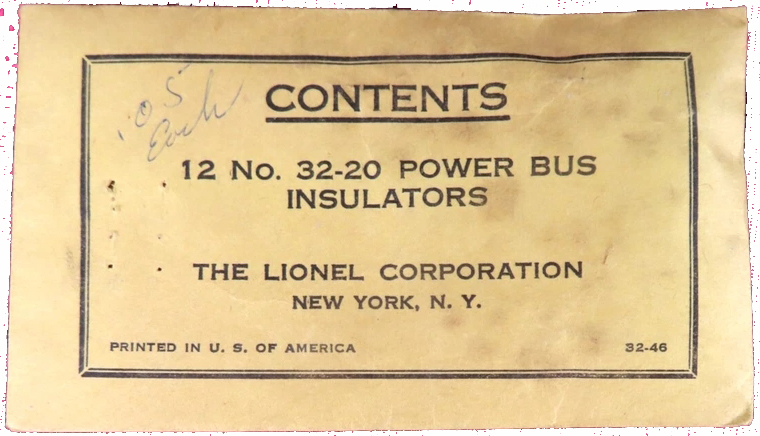 .05
Each
CONTENTS
12 No. 32-20 POWER BUS
INSULATORS
THE LIONEL CORPORATION
NEW YORK, N. Y.
PRINTED IN U. S. OF AMERICA
32-46